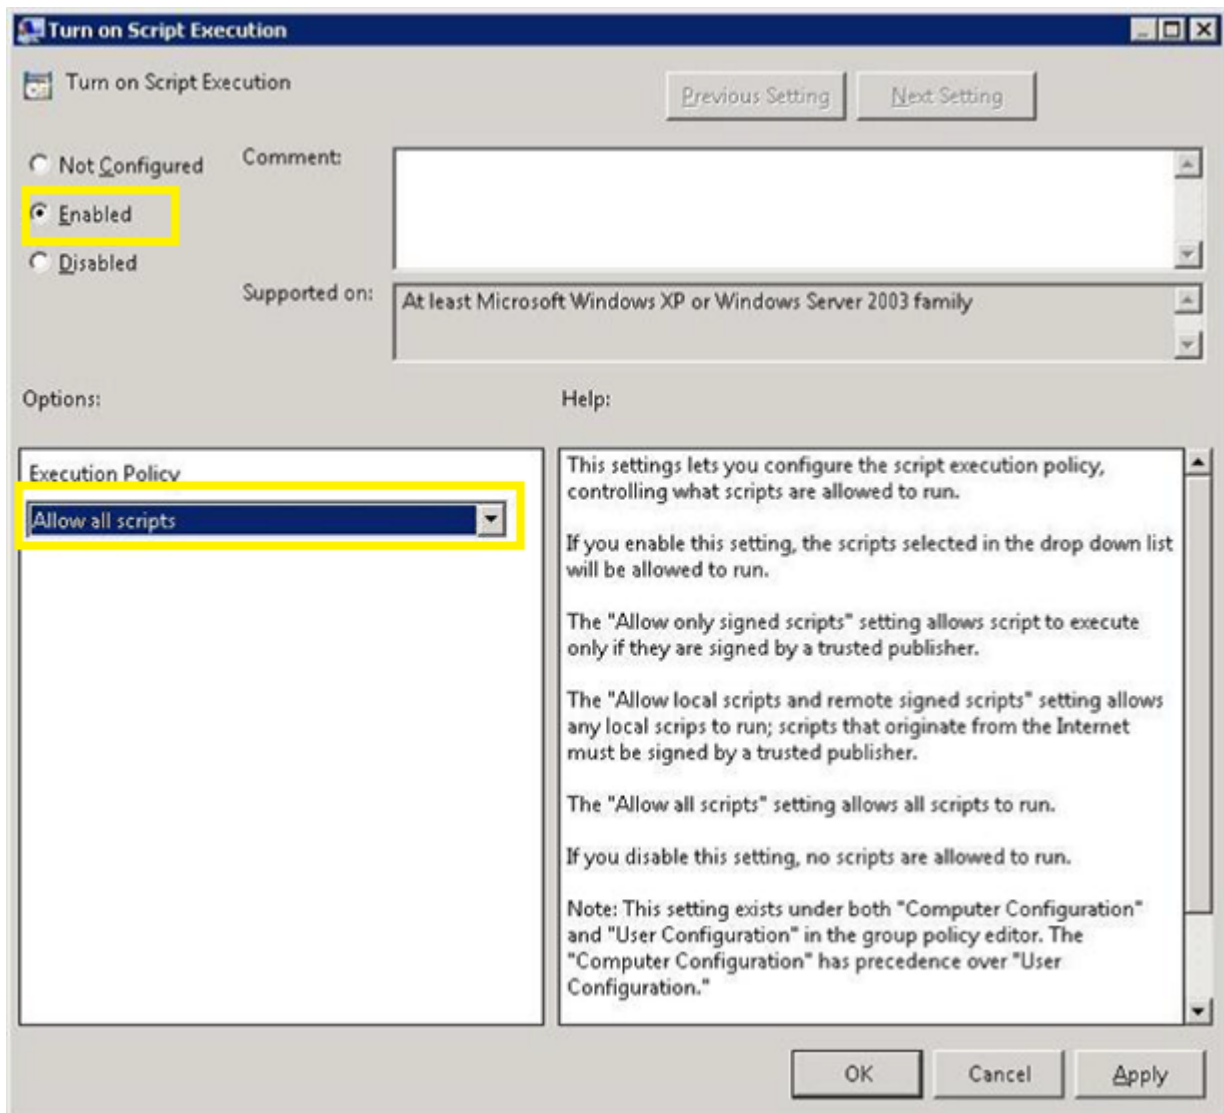 Turn on Script Execution
Turn on Script Execution
Previous Setting
Next Setting
Not Configured
Comment:
Enabled
Disabled
Supported on:
At least Microsoft Windows XP or Windows Server 2003 family
Options:
Help:
Execution Policy
Allow all scripts
This settings lets you configure the script execution policy,
controlling what scripts are allowed to run.
If you enable this setting, the scripts selected in the drop down list
will be allowed to run.
The "Allow only signed scripts" setting allows script to execute
only if they are signed by a trusted publisher.
The "Allow local scripts and remote signed scripts" setting allows
any local scrips to run; scripts that originate from the Internet
must be signed by a trusted publisher.
The "Allow all scripts" setting allows all scripts to run.
If you disable this setting, no scripts are allowed to run.
Note: This setting exists under both "Computer Configuration"
and "User Configuration" in the group policy editor. The
"Computer Configuration" has precedence over "User
Configuration."
OK
Cancel
Apply